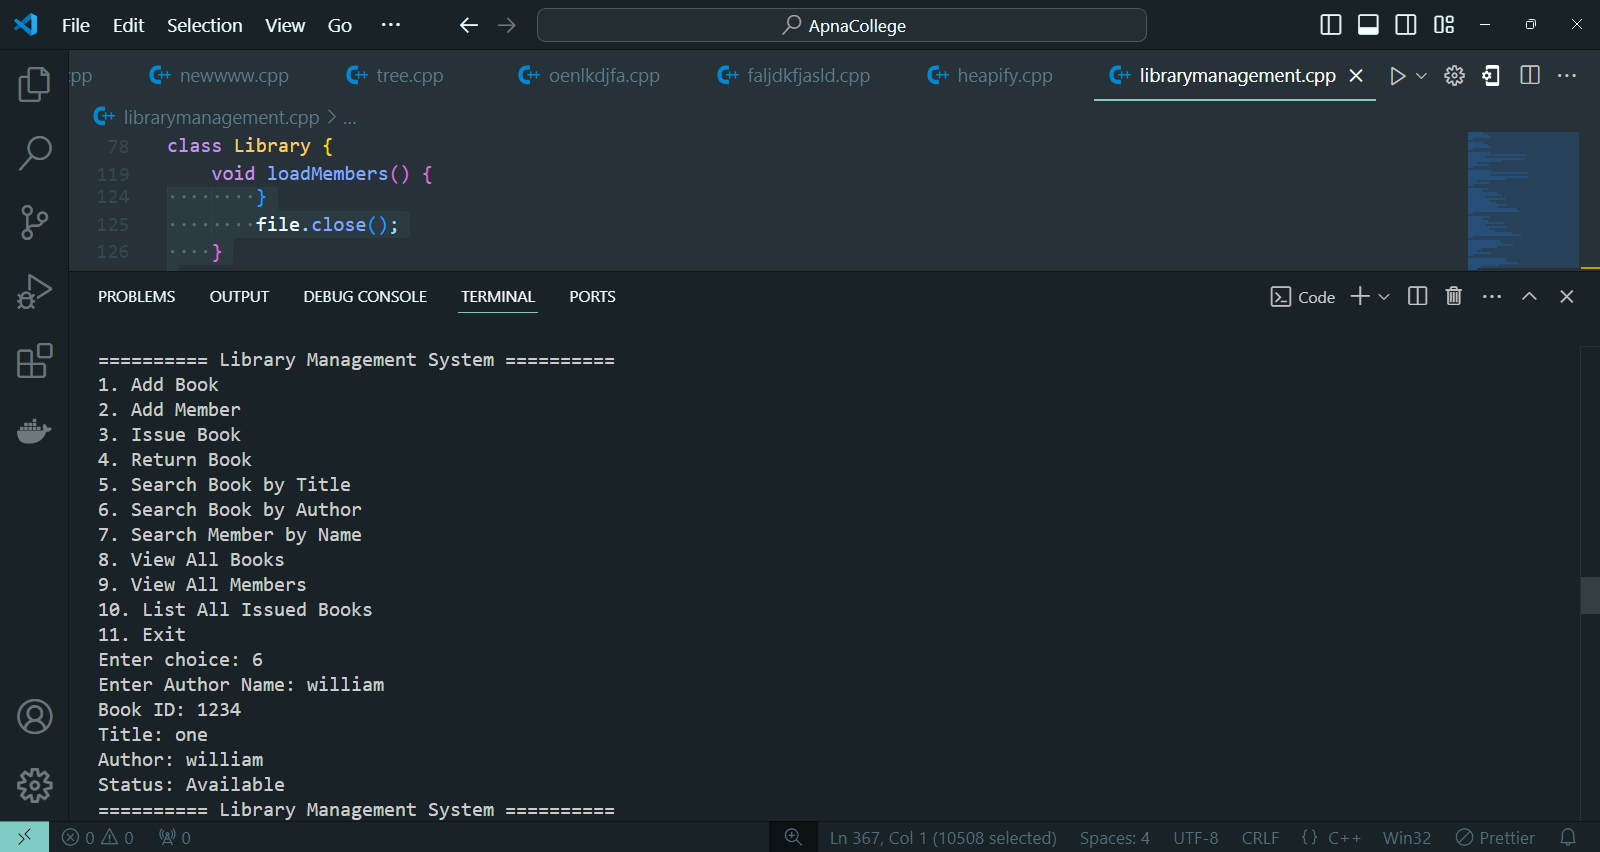 File Edit Selection View Go ··· ApnaCollege
cpp newwww.cpp tree.cpp oenlkdjfa.cpp faljdkfjasld.cpp heapify.cpp librarymanagement.cpp
librarymanagement.cpp > ...
78 class Library {
119 void loadMembers() {
124 }
125 file.close();
126 }
PROBLEMS OUTPUT DEBUG CONSOLE TERMINAL PORTS Code
========== Library Management System ==========
1. Add Book
2. Add Member
3. Issue Book
4. Return Book
5. Search Book by Title
6. Search Book by Author
7. Search Member by Name
8. View All Books
9. View All Members
10. List All Issued Books
11. Exit
Enter choice: 6
Enter Author Name: william
Book ID: 1234
Title: one
Author: william
Status: Available
========== Library Management System ==========
0 0 0 Ln 367, Col 1 (10508 selected) Spaces: 4 UTF-8 CRLF {} C++ Win32 Prettier